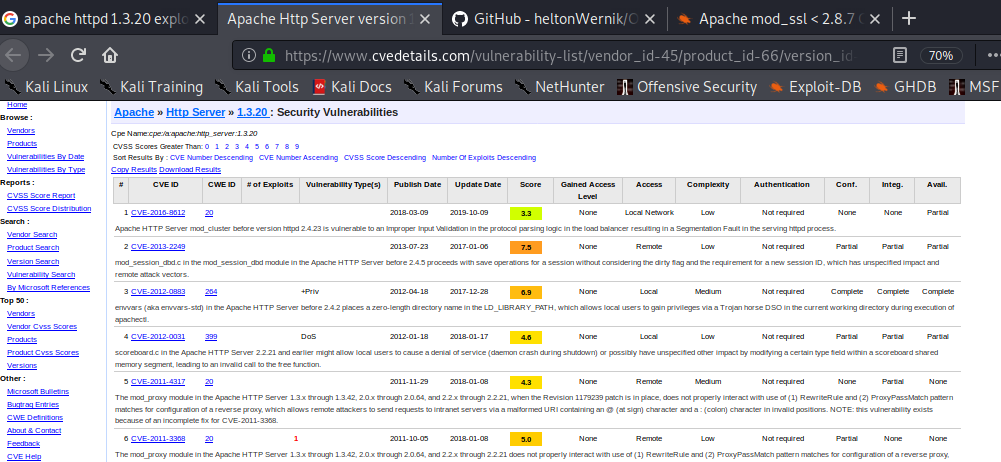 apache httpd 1.3.20 explo
Apache Http Server version 1
GitHub - heltonWernik/O
Apache mod_ssl < 2.8.7 O
https://www.cvedetails.com/vulnerability-list/vendor_id-45/product_id-66/version_id
70%
Kali Linux Kali Training Kali Tools Kali Docs Kali Forums NetHunter Offensive Security Exploit-DB GHDB MSF
Home
Browse :
Vendors
Products
Vulnerabilities By Date
Vulnerabilities By Type
Reports :
CVSS Score Report
CVSS Score Distribution
Search :
Vendor Search
Product Search
Version Search
Vulnerability Search
By Microsoft References
Top 50 :
Vendors
Vendor Cvss Scores
Products
Product Cvss Scores
Versions
Other :
Microsoft Bulletins
Bugtraq Entries
CWE Definitions
About & Contact
Feedback
CVE Help
Apache » Http Server » 1.3.20 : Security Vulnerabilities
Cpe Name:cpe:/a:apache:http_server:1.3.20
CVSS Scores Greater Than: 0 1 2 3 4 5 6 7 8 9
Sort Results By : CVE Number Descending CVE Number Ascending CVSS Score Descending Number Of Exploits Descending
Copy Results Download Results
# CVE ID CWE ID # of Exploits Vulnerability Type(s) Publish Date Update Date Score Gained Access Level Access Complexity Authentication Conf. Integ. Avail.
1 CVE-2016-8612 20 2018-03-09 2019-10-09 3.3 None Local Network Low Not required None None Partial
Apache HTTP Server mod_cluster before version httpd 2.4.23 is vulnerable to an Improper Input Validation in the protocol parsing logic in the load balancer resulting in a Segmentation Fault in the serving httpd process.
2 CVE-2013-2249 2013-07-23 2017-01-06 7.5 None Remote Low Not required Partial Partial Partial
mod_session_dbd.c in the mod_session_dbd module in the Apache HTTP Server before 2.4.5 proceeds with save operations for a session without considering the dirty flag and the requirement for a new session ID, which has unspecified impact and
remote attack vectors.
3 CVE-2012-0883 264 +Priv 2012-04-18 2017-12-28 6.9 None Local Medium Not required Complete Complete Complete
envvars (aka envvars-std) in the Apache HTTP Server before 2.4.2 places a zero-length directory name in the LD_LIBRARY_PATH, which allows local users to gain privileges via a Trojan horse DSO in the current working directory during execution of
apachectl.
4 CVE-2012-0031 399 DoS 2012-01-18 2018-01-17 4.6 None Local Low Not required Partial Partial Partial
scoreboard.c in the Apache HTTP Server 2.2.21 and earlier might allow local users to cause a denial of service (daemon crash during shutdown) or possibly have unspecified other impact by modifying a certain type field within a scoreboard shared
memory segment, leading to an invalid call to the free function.
5 CVE-2011-4317 20 2011-11-29 2018-01-08 4.3 None Remote Medium Not required None Partial None
The mod_proxy module in the Apache HTTP Server 1.3.x through 1.3.42, 2.0.x through 2.0.64, and 2.2.x through 2.2.21, when the Revision 1179239 patch is in place, does not properly interact with use of (1) RewriteRule and (2) ProxyPassMatch pattern
matches for configuration of a reverse proxy, which allows remote attackers to send requests to intranet servers via a malformed URI containing an @ (at sign) character and a : (colon) character in invalid positions. NOTE: this vulnerability exists
because of an incomplete fix for CVE-2011-3368.
6 CVE-2011-3368 20 1 2011-10-05 2018-01-08 5.0 None Remote Low Not required Partial None None
The mod_proxy module in the Apache HTTP Server 1.3.x through 1.3.42, 2.0.x through 2.0.64, and 2.2.x through 2.2.21 does not properly interact with use of (1) RewriteRule and (2) ProxyPassMatch pattern matches for configuration of a reverse proxy,